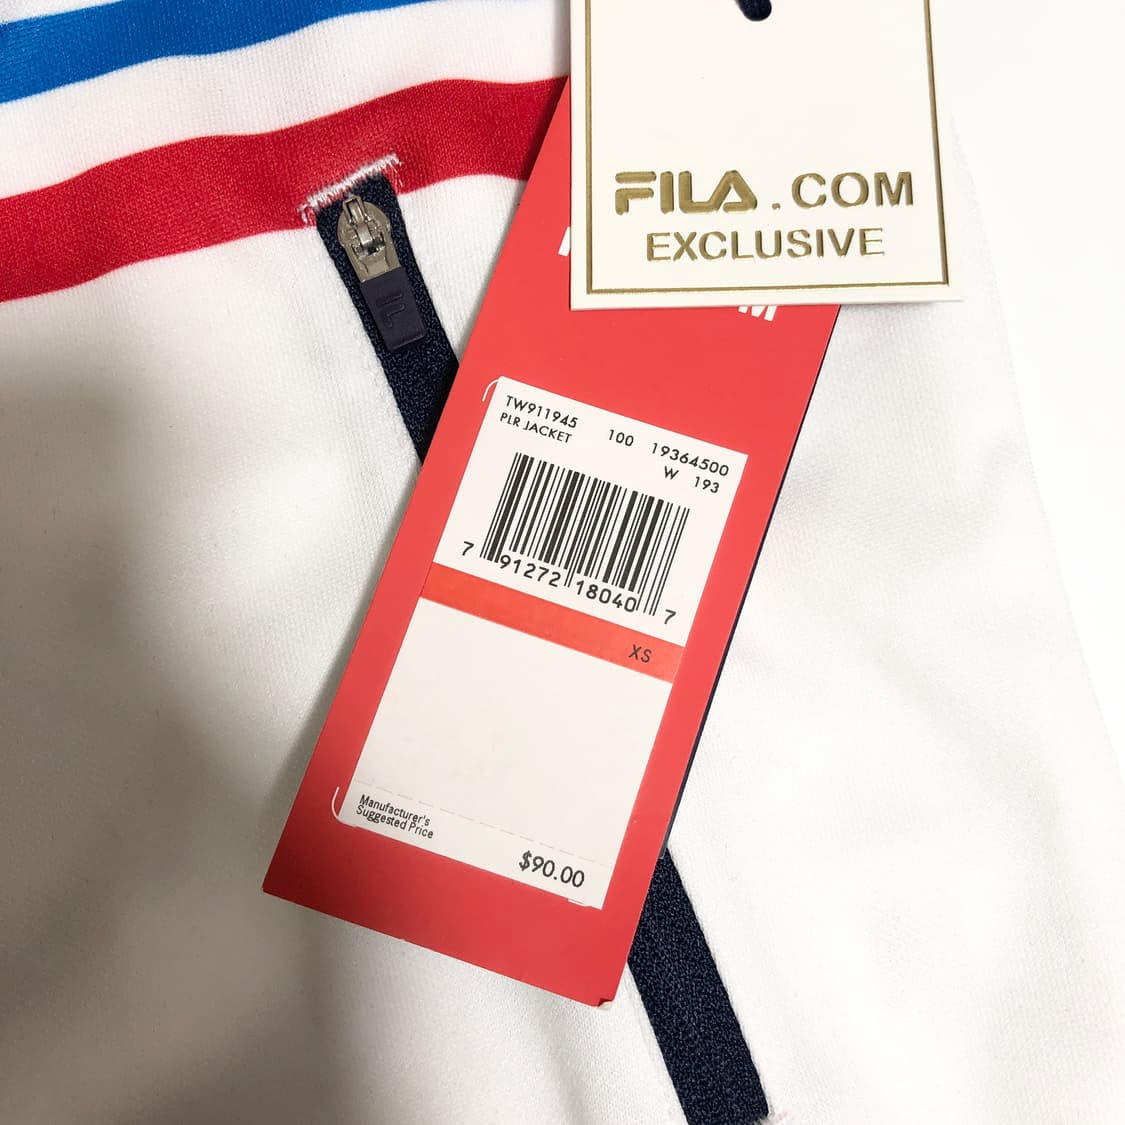 FILA.COM
EXCLUSIVE
M
TW911945 100 19364500
PLR JACKET W 193
7 91272 18040 7
XS
Manufacturer's
Suggested Price
$90.00